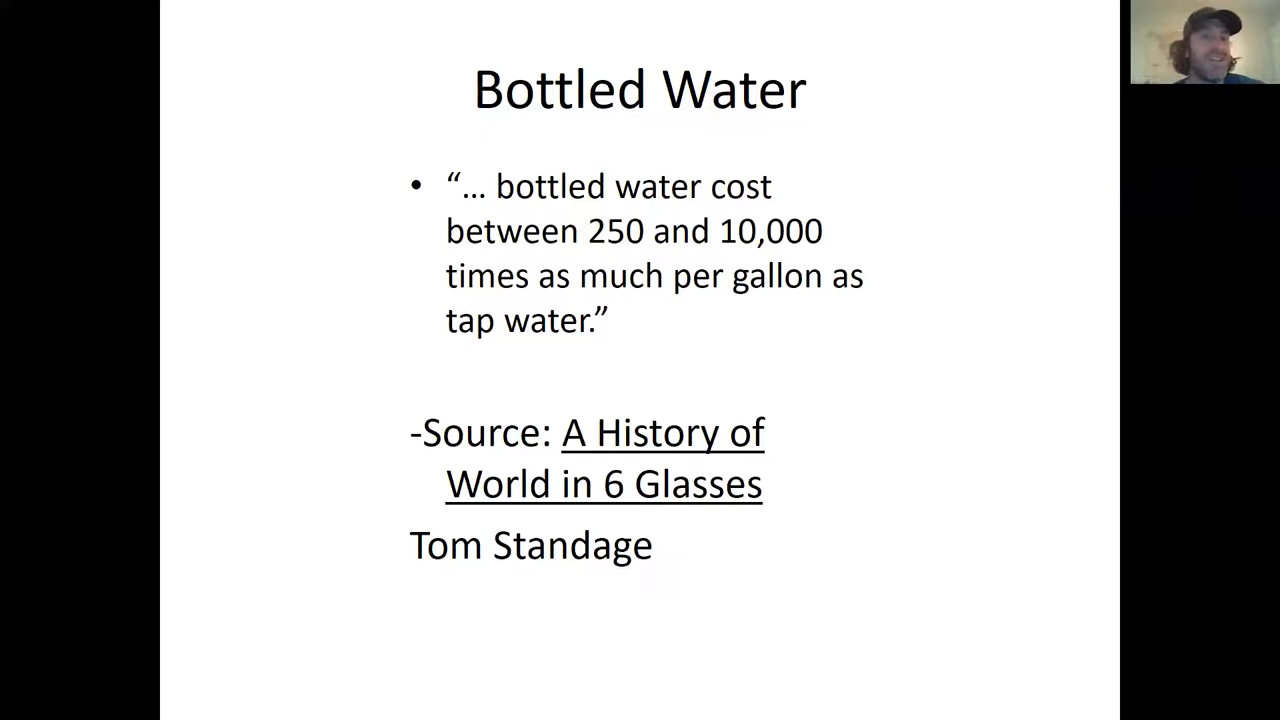 Bottled Water
• “... bottled water cost
between 250 and 10,000
times as much per gallon as
tap water.”
-Source: A History of
World in 6 Glasses
Tom Standage